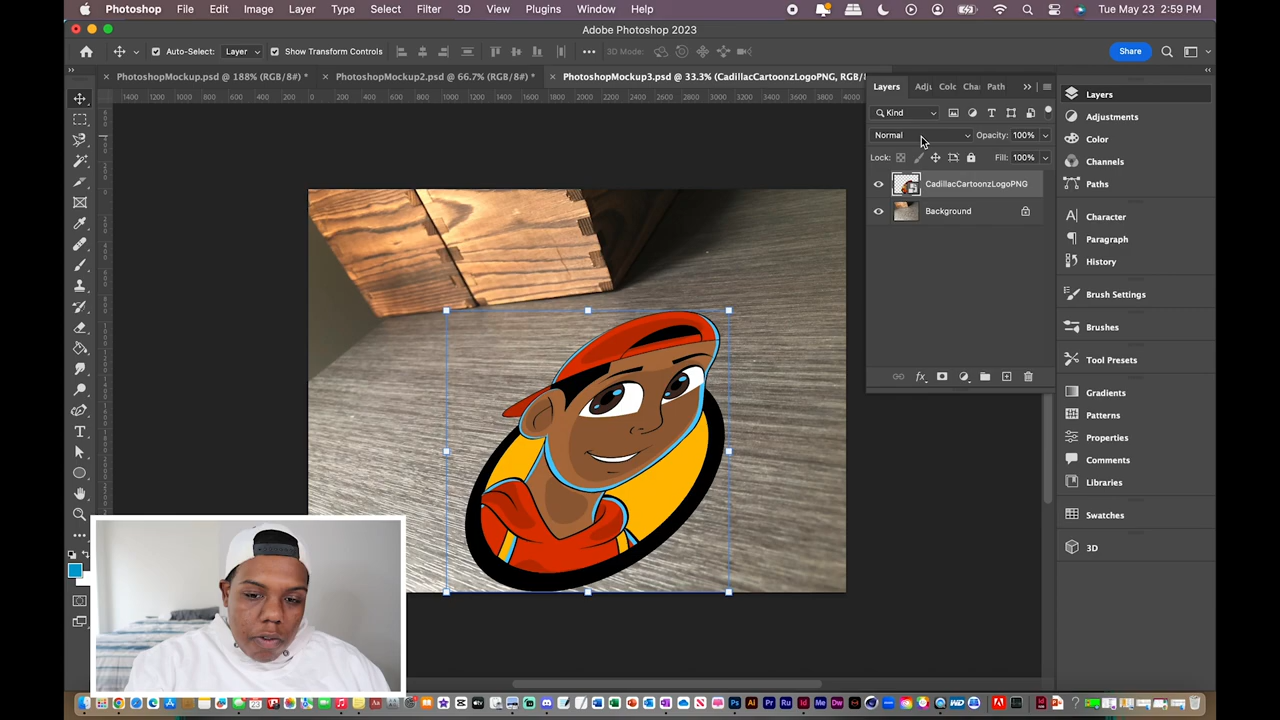 Photoshop File Edit Image Layer Type Select Filter 3D View Plugins Window Help Tue May 23 2:59 PM
Adobe Photoshop 2023
Auto-Select: Layer Show Transform Controls 3D Mode: Share
PhotoshopMockup.psd @ 188% (RGB/8#) * PhotoshopMockup2.psd @ 66.7% (RGB/8#) * PhotoshopMockup3.psd @ 33.3% (CadillacCartoonzLogoPNG, RGB/8
1400 1200 1000 800 600 400 200 0 200 400 600 800 1000 1200 1400 1600 1800 2000 2200 2400 2600 2800 3000 3200 3400 3600 3800 4000
Layers Adju Colo Cha Path
Kind
Normal Opacity: 100%
Lock: Fill: 100%
CadillacCartoonzLogoPNG
Background
fx
Layers
Adjustments
Color
Channels
Paths
Character
Paragraph
History
Brush Settings
Brushes
Tool Presets
Gradients
Patterns
Properties
Comments
Libraries
Swatches
3D